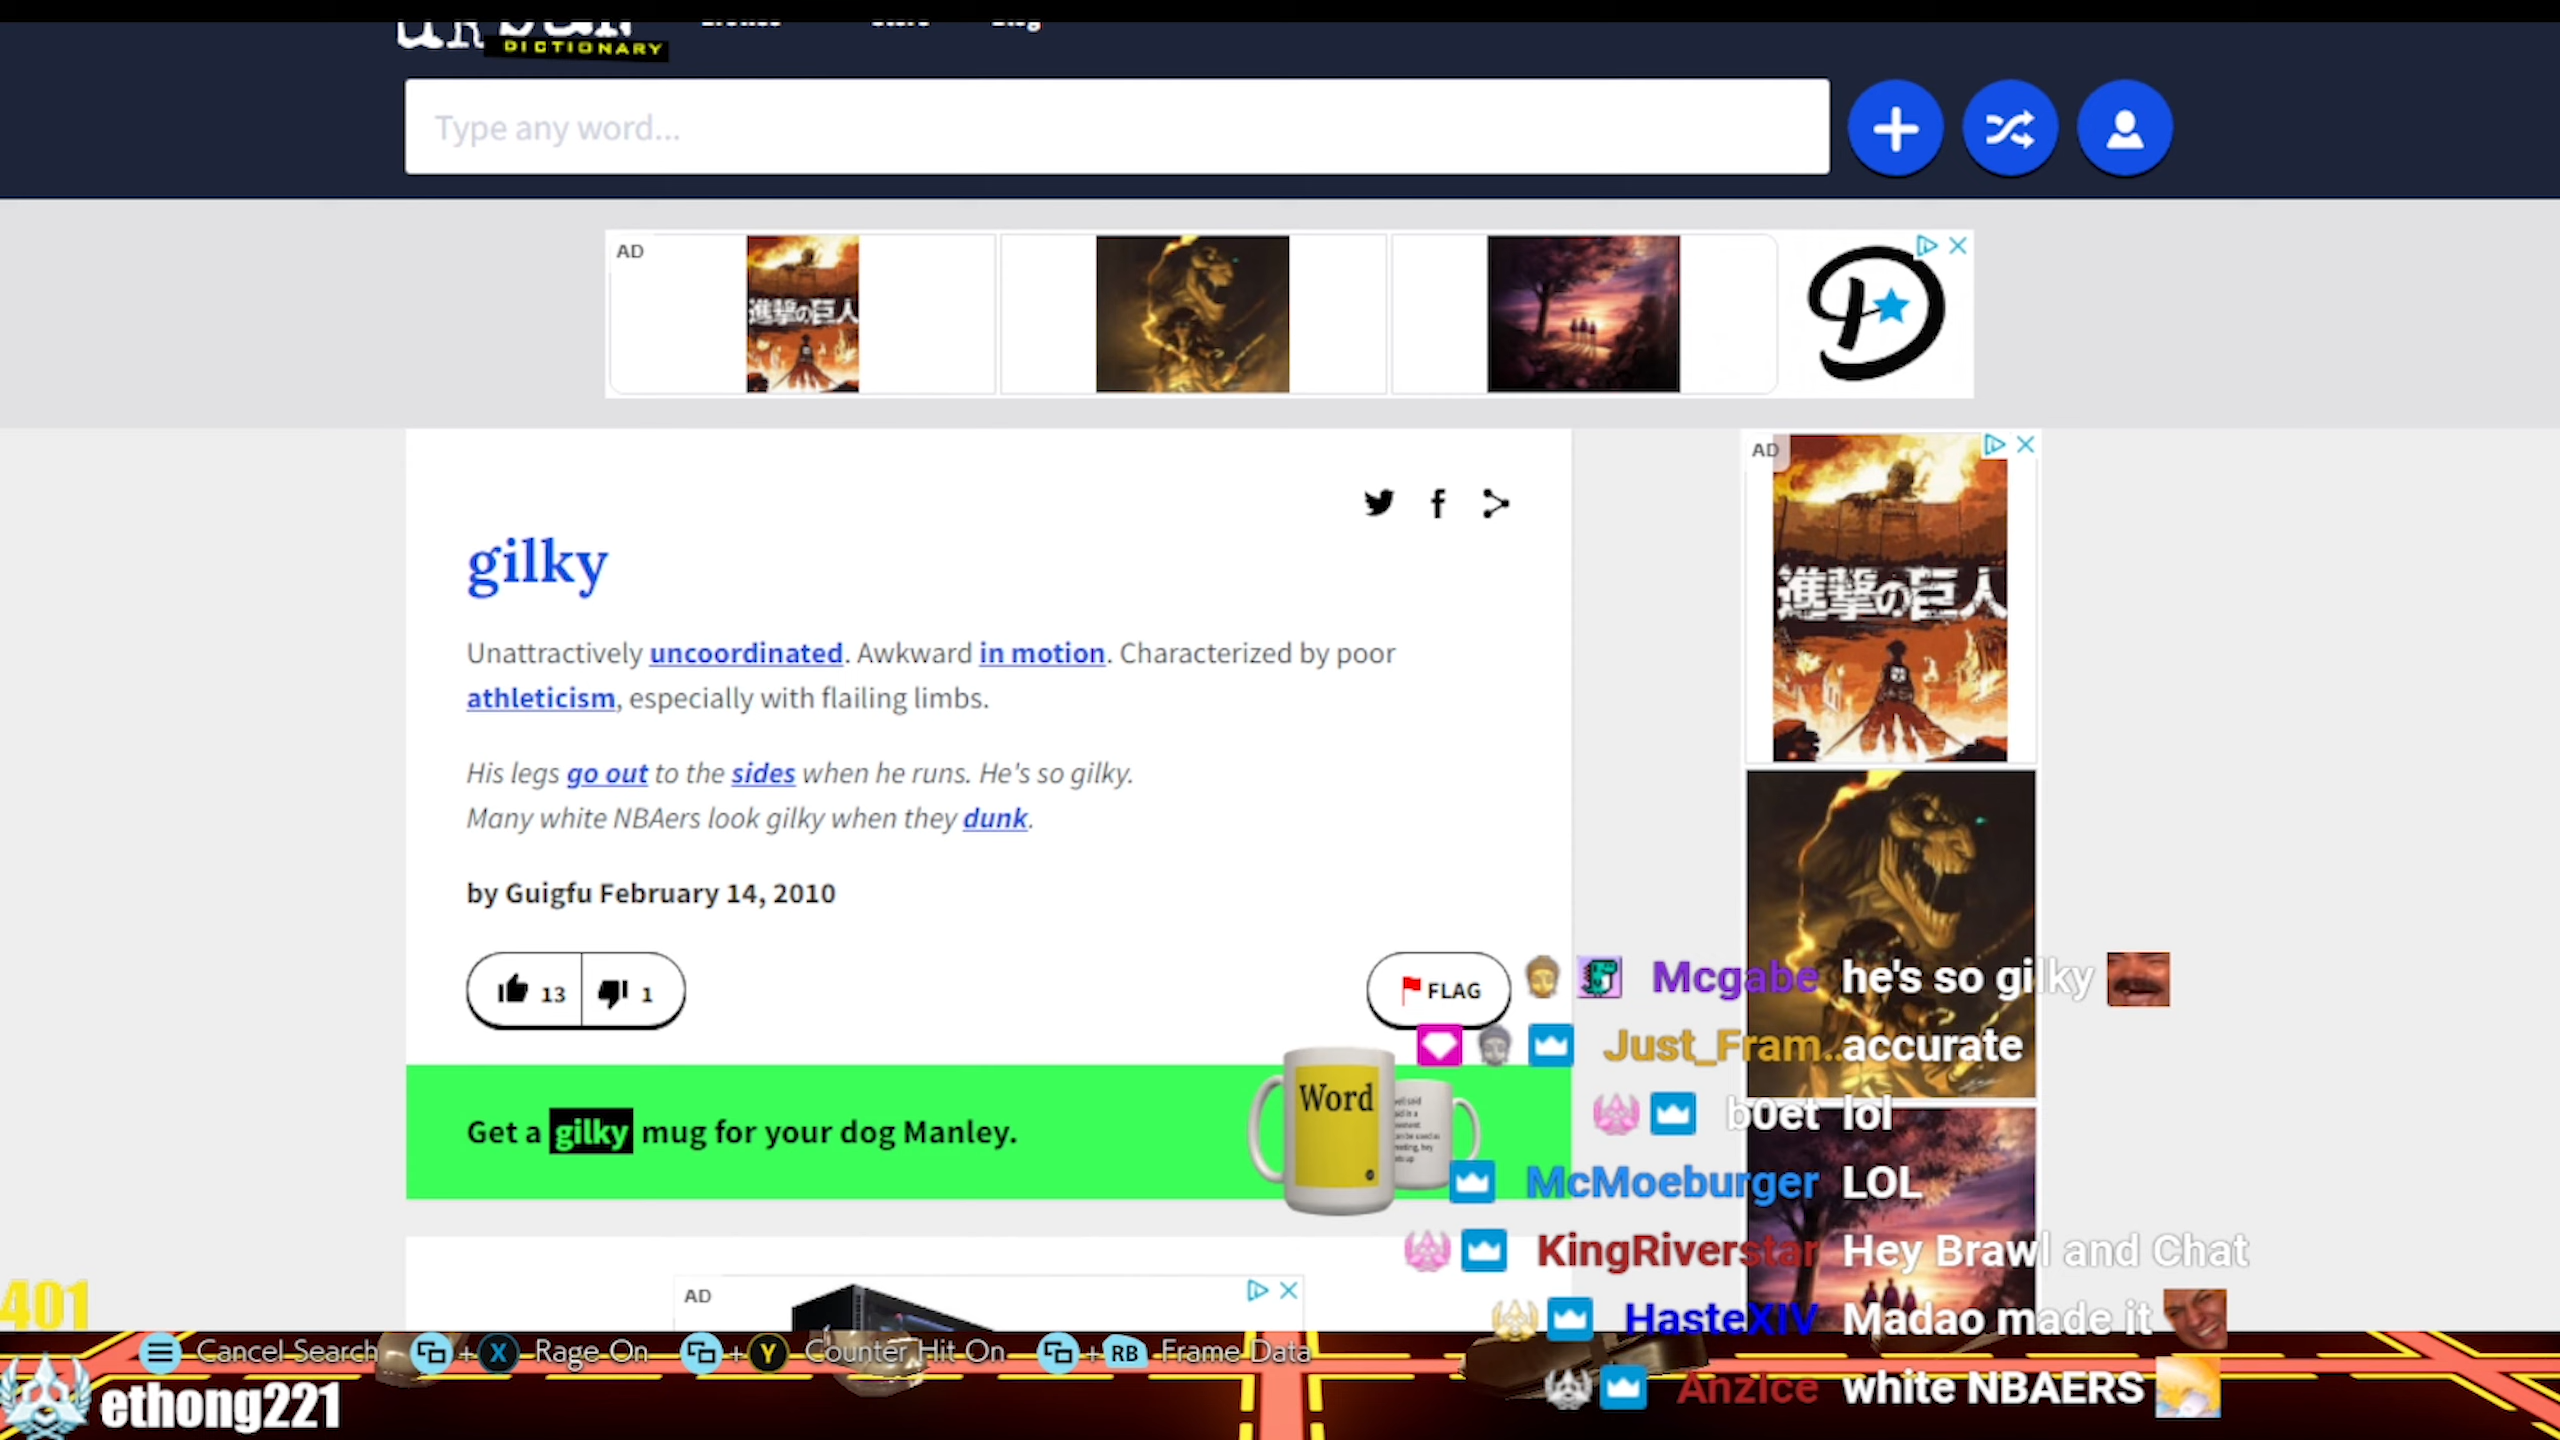 urban
DICTIONARY
Browse Store Blog
Type any word...
AD
進撃の巨人
D
AD
進撃の巨人
gilky
Unattractively uncoordinated. Awkward in motion. Characterized by poor
athleticism, especially with flailing limbs.
His legs go out to the sides when he runs. He's so gilky.
Many white NBAers look gilky when they dunk.
by Guigfu February 14, 2010
13 1
FLAG
Get a gilky mug for your dog Manley.
Word
AD
Mcgabe he's so gilky
Just_Fram.. accurate
b0et lol
McMoeburger LOL
KingRiverstar Hey Brawl and Chat
HasteXIV Madao made it
AnzIce white NBAERS
401
Cancel Search + X Rage On + Y Counter Hit On + RB Frame Data
ethong221